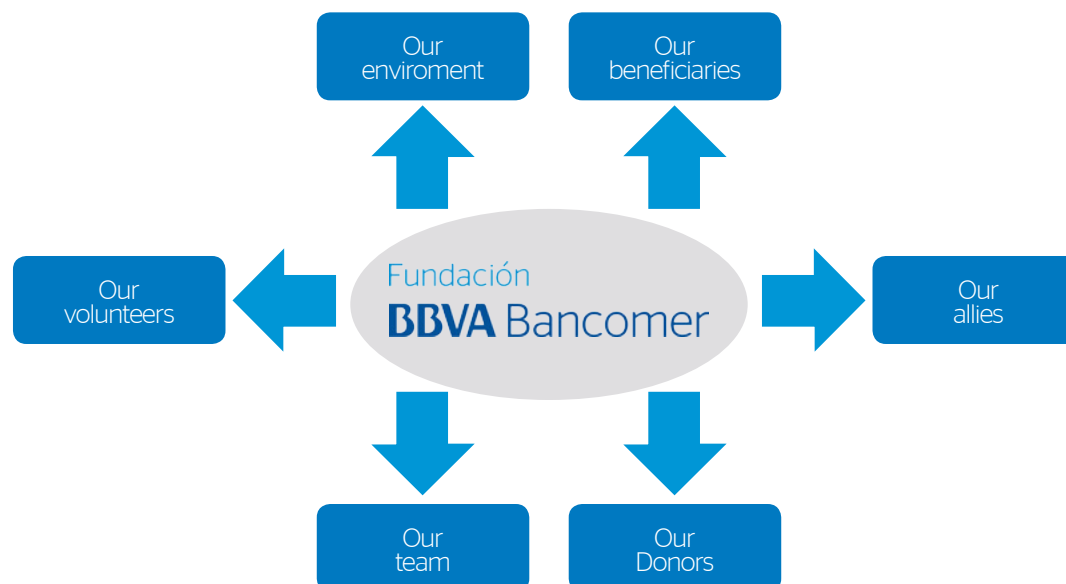 Our
enviroment
Our
beneficiaries
Our
volunteers
Fundación
BBVA Bancomer
Our
allies
Our
team
Our
Donors